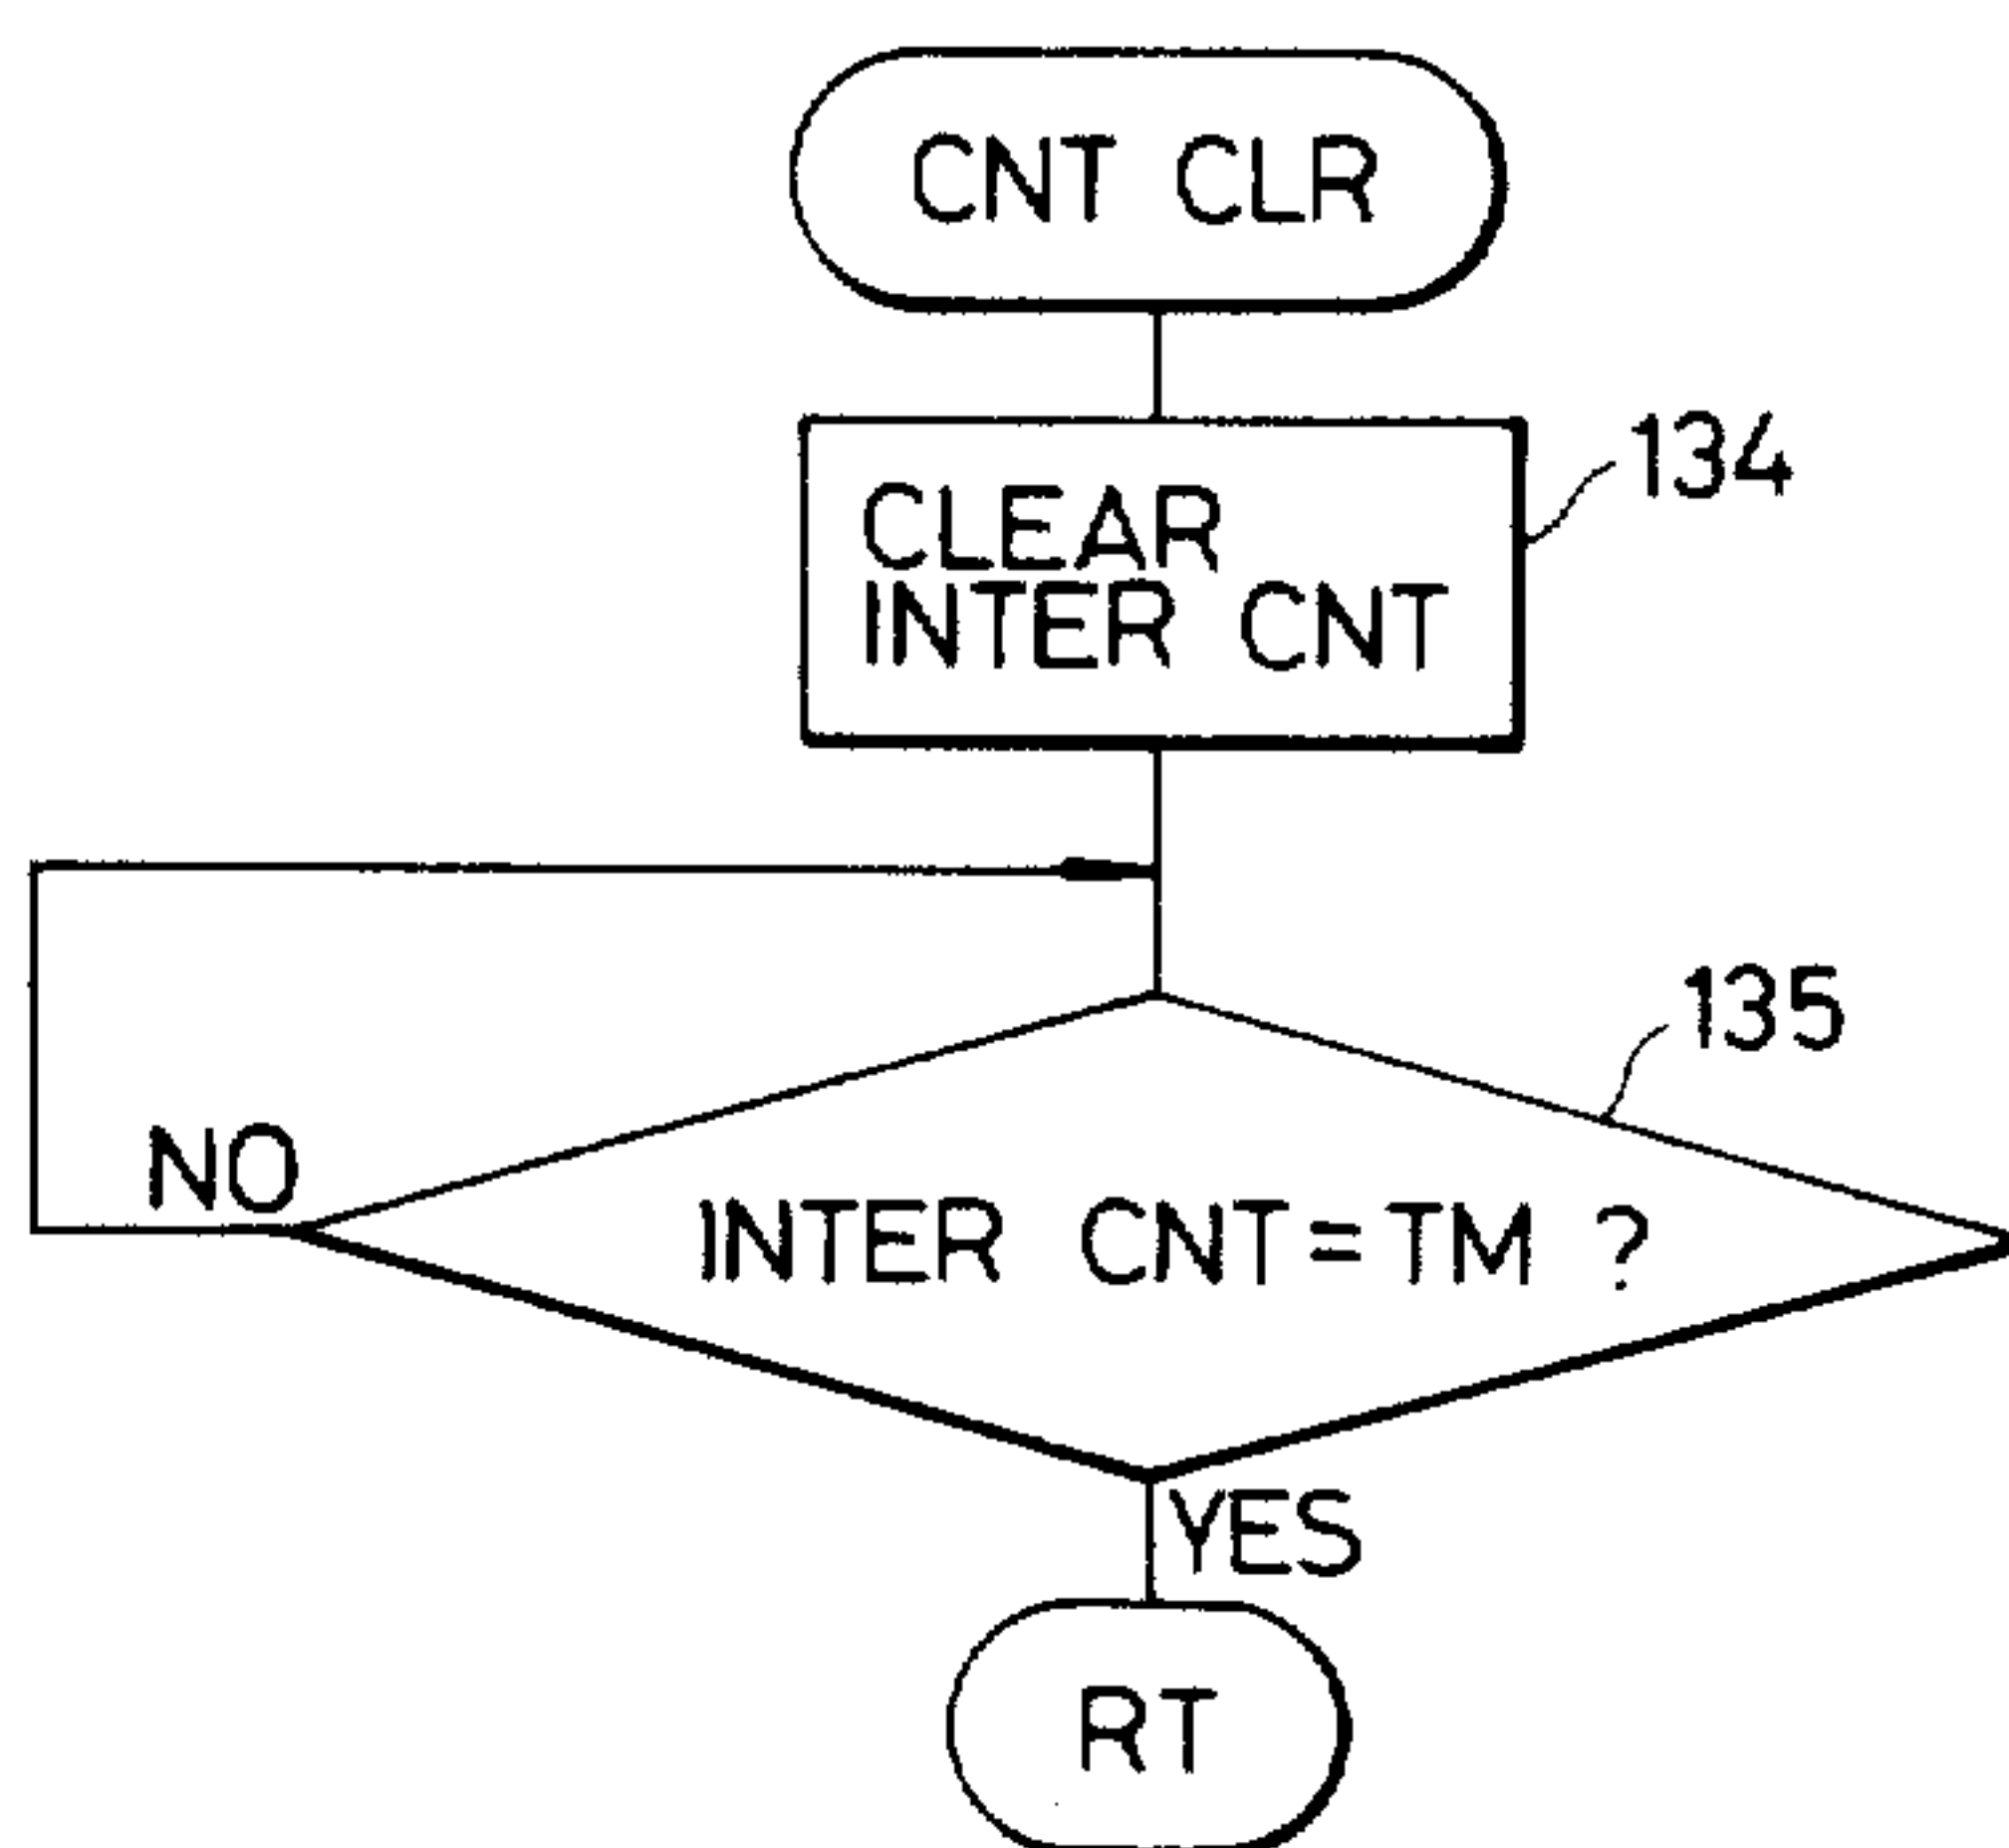 CNT CLR
134
CLEAR
INTER CNT
135
NO
INTER CNT=TM ?
YES
RT